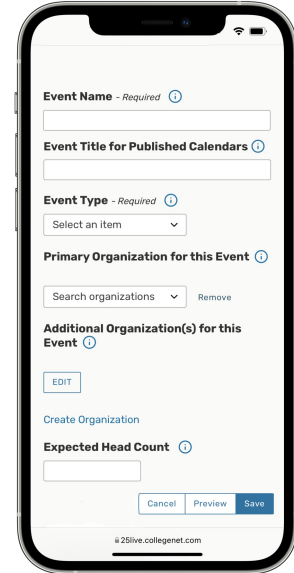 Event Name - Required
Event Title for Published Calendars
Event Type - Required
Select an item
Primary Organization for this Event
Search organizations Remove
Additional Organization(s) for this
Event
EDIT
Create Organization
Expected Head Count
Cancel Preview Save
25live.collegenet.com